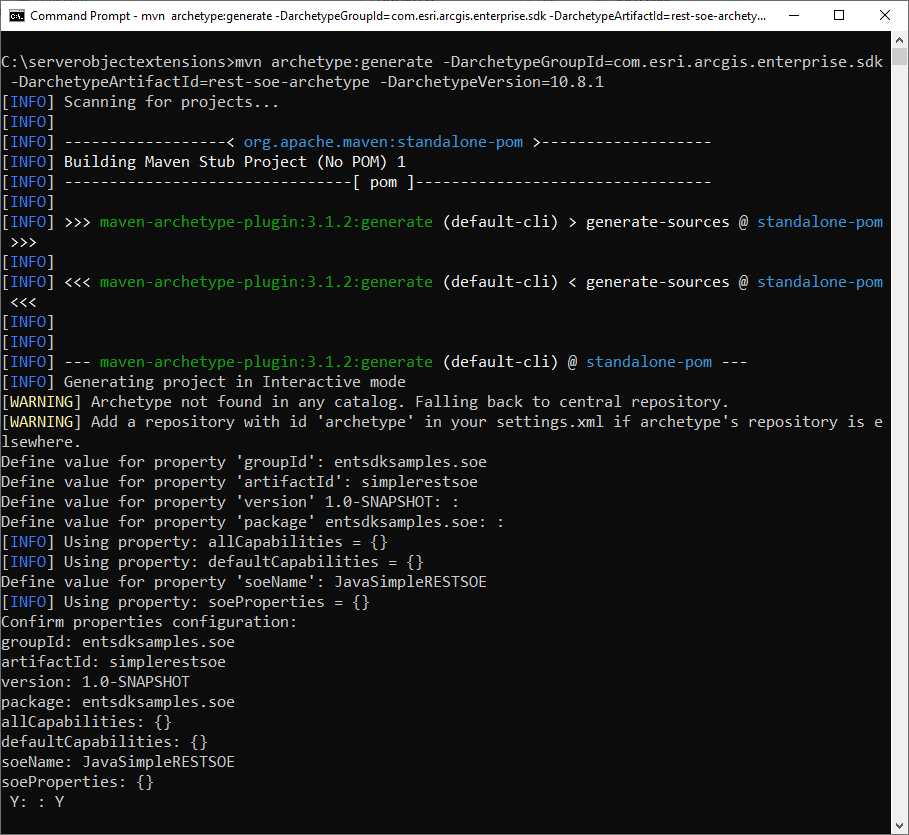 Command Prompt - mvn archetype:generate -DarchetypeGroupId=com.esri.arcgis.enterprise.sdk -DarchetypeArtifactId=rest-soe-archety...
C:\serverobjectextensions>mvn archetype:generate -DarchetypeGroupId=com.esri.arcgis.enterprise.sdk
 -DarchetypeArtifactId=rest-soe-archetype -DarchetypeVersion=10.8.1
[INFO] Scanning for projects...
[INFO]
[INFO] ------------------< org.apache.maven:standalone-pom >-------------------
[INFO] Building Maven Stub Project (No POM) 1
[INFO] --------------------------------[ pom ]---------------------------------
[INFO]
[INFO] >>> maven-archetype-plugin:3.1.2:generate (default-cli) > generate-sources @ standalone-pom
 >>>
[INFO]
[INFO] <<< maven-archetype-plugin:3.1.2:generate (default-cli) < generate-sources @ standalone-pom
 <<<
[INFO]
[INFO]
[INFO] --- maven-archetype-plugin:3.1.2:generate (default-cli) @ standalone-pom ---
[INFO] Generating project in Interactive mode
[WARNING] Archetype not found in any catalog. Falling back to central repository.
[WARNING] Add a repository with id 'archetype' in your settings.xml if archetype's repository is e
lsewhere.
Define value for property 'groupId': entsdksamples.soe
Define value for property 'artifactId': simplerestsoe
Define value for property 'version' 1.0-SNAPSHOT: :
Define value for property 'package' entsdksamples.soe: :
[INFO] Using property: allCapabilities = {}
[INFO] Using property: defaultCapabilities = {}
Define value for property 'soeName': JavaSimpleRESTSOE
[INFO] Using property: soeProperties = {}
Confirm properties configuration:
groupId: entsdksamples.soe
artifactId: simplerestsoe
version: 1.0-SNAPSHOT
package: entsdksamples.soe
allCapabilities: {}
defaultCapabilities: {}
soeName: JavaSimpleRESTSOE
soeProperties: {}
 Y: : Y